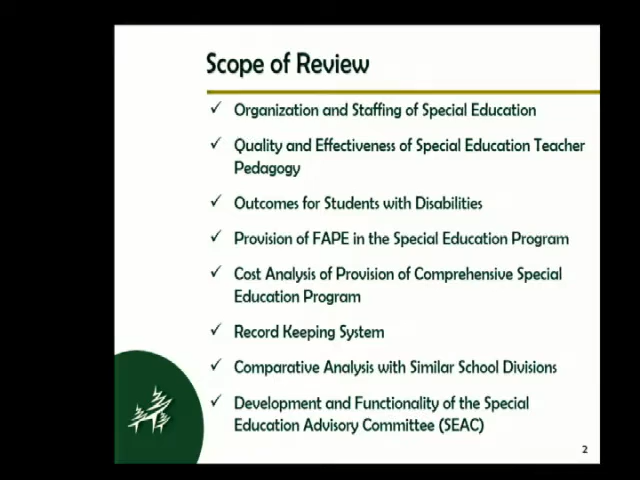 Scope of Review
✓ Organization and Staffing of Special Education
✓ Quality and Effectiveness of Special Education Teacher
Pedagogy
✓ Outcomes for Students with Disabilities
✓ Provision of FAPE in the Special Education Program
✓ Cost Analysis of Provision of Comprehensive Special
Education Program
✓ Record Keeping System
✓ Comparative Analysis with Similar School Divisions
✓ Development and Functionality of the Special
Education Advisory Committee (SEAC)
2